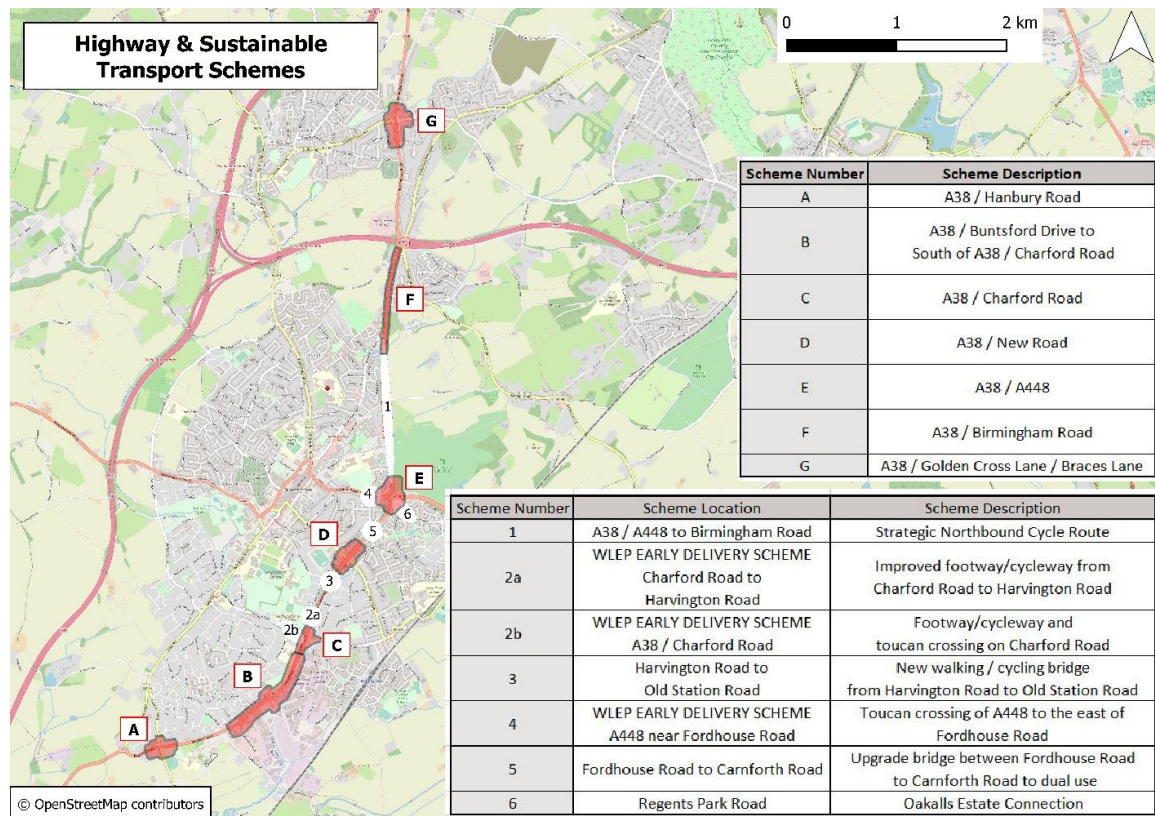 Highway & Sustainable
Transport Schemes
0 1 2 km
G
F
1
E
4
6
5
D
3
2a
2b
C
B
A
Scheme Number Scheme Description
A A38 / Hanbury Road
B A38 / Buntsford Drive to
South of A38 / Charford Road
C A38 / Charford Road
D A38 / New Road
E A38 / A448
F A38 / Birmingham Road
G A38 / Golden Cross Lane / Braces Lane
Scheme Number Scheme Location Scheme Description
1 A38 / A448 to Birmingham Road Strategic Northbound Cycle Route
2a WLEP EARLY DELIVERY SCHEME
Charford Road to
Harvington Road
Improved footway/cycleway from
Charford Road to Harvington Road
2b WLEP EARLY DELIVERY SCHEME
A38 / Charford Road
Footway/cycleway and
toucan crossing on Charford Road
3 Harvington Road to
Old Station Road
New walking / cycling bridge
from Harvington Road to Old Station Road
4 WLEP EARLY DELIVERY SCHEME
A448 near Fordhouse Road
Toucan crossing of A448 to the east of
Fordhouse Road
5 Fordhouse Road to Carnforth Road
Upgrade bridge between Fordhouse Road
to Carnforth Road to dual use
6 Regents Park Road Oakalls Estate Connection
© OpenStreetMap contributors